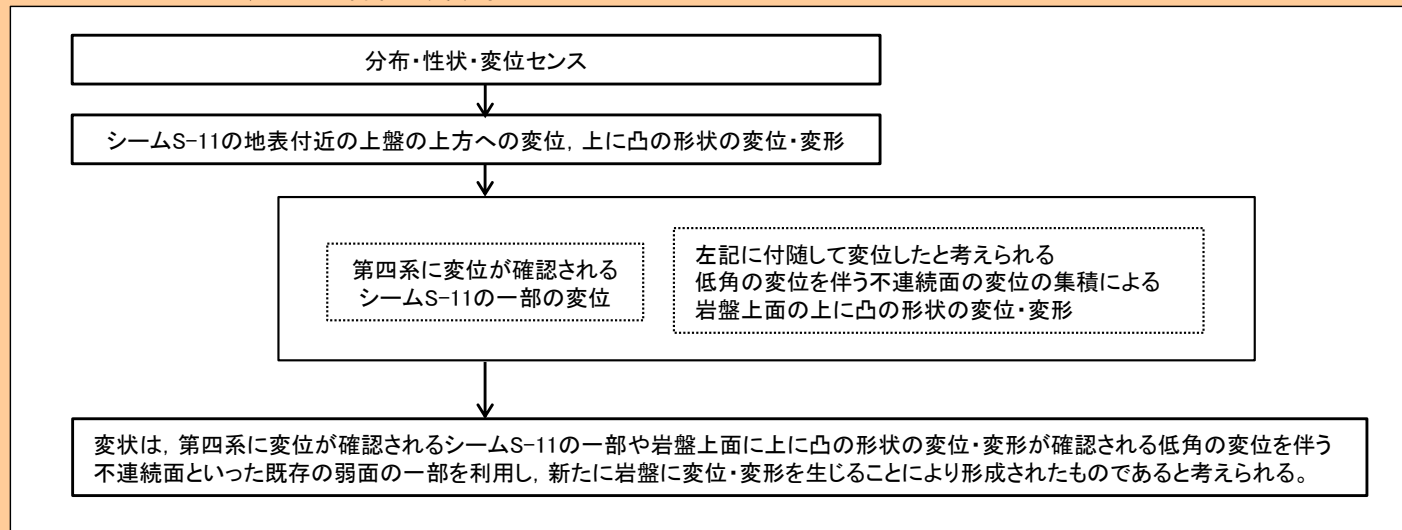 分布・性状・変位センス
シームS-11の地表付近の上盤の上方への変位，上に凸の形状の変位・変形
第四系に変位が確認される
シームS-11の一部の変位
左記に付随して変位したと考えられる
低角の変位を伴う不連続面の変位の集積による
岩盤上面の上に凸の形状の変位・変形
変状は，第四系に変位が確認されるシームS-11の一部や岩盤上面に上に凸の形状の変位・変形が確認される低角の変位を伴う
不連続面といった既存の弱面の一部を利用し，新たに岩盤に変位・変形を生じることにより形成されたものであると考えられる。